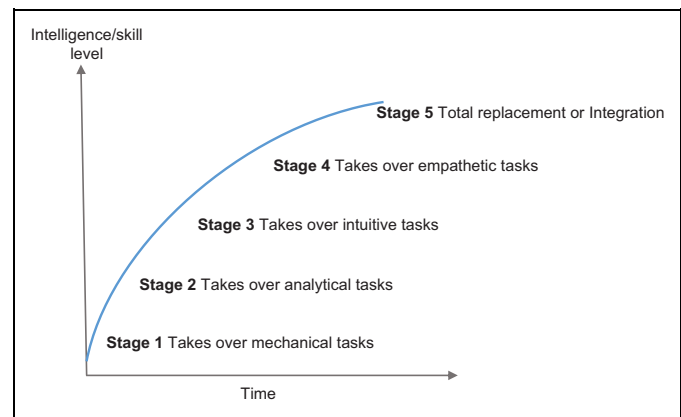 Intelligence/skill
level
Stage 5 Total replacement or Integration
Stage 4 Takes over empathetic tasks
Stage 3 Takes over intuitive tasks
Stage 2 Takes over analytical tasks
Stage 1 Takes over mechanical tasks
Time